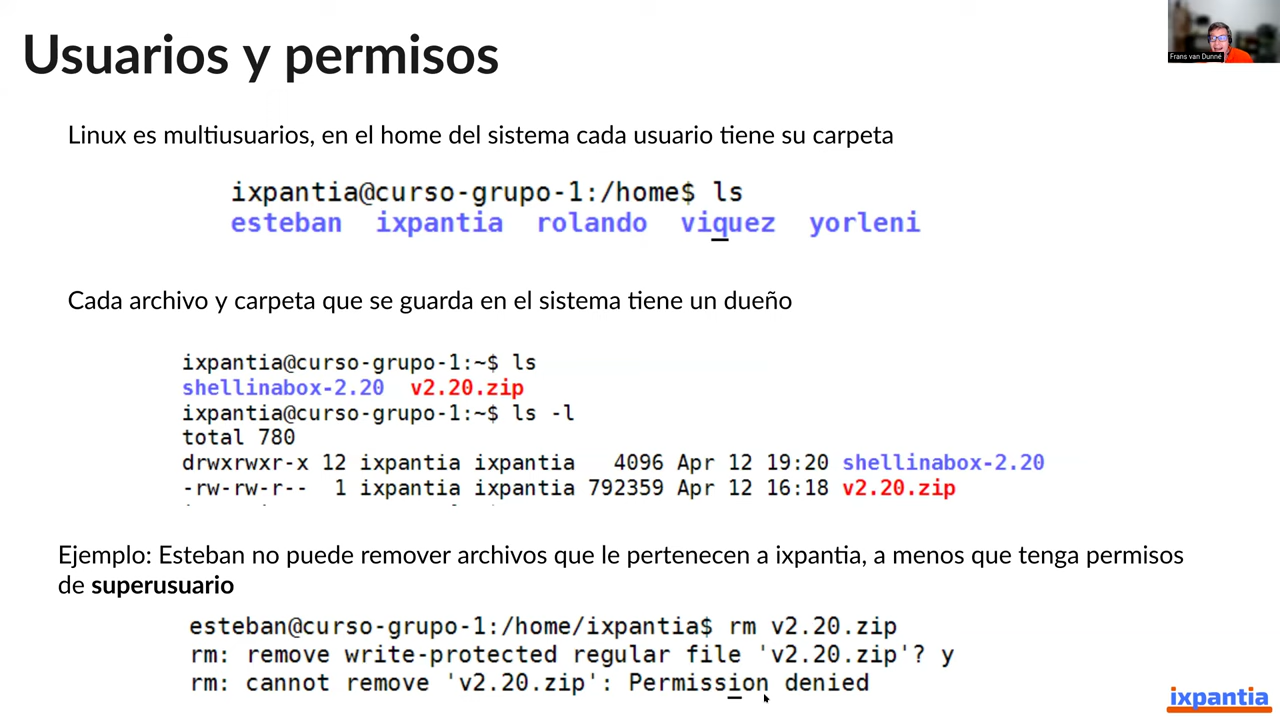 Usuarios y permisos
Frans van Dunné
Linux es multiusuarios, en el home del sistema cada usuario tiene su carpeta
ixpantia@curso-grupo-1:/home$ ls
esteban ixpantia rolando viquez yorleni
Cada archivo y carpeta que se guarda en el sistema tiene un dueño
ixpantia@curso-grupo-1:~$ ls
shellinabox-2.20 v2.20.zip
ixpantia@curso-grupo-1:~$ ls -l
total 780
drwxrwxr-x 12 ixpantia ixpantia 4096 Apr 12 19:20 shellinabox-2.20
-rw-rw-r-- 1 ixpantia ixpantia 792359 Apr 12 16:18 v2.20.zip
Ejemplo: Esteban no puede remover archivos que le pertenecen a ixpantia, a menos que tenga permisos
de superusuario
esteban@curso-grupo-1:/home/ixpantia$ rm v2.20.zip
rm: remove write-protected regular file 'v2.20.zip'? y
rm: cannot remove 'v2.20.zip': Permission denied
ixpantia